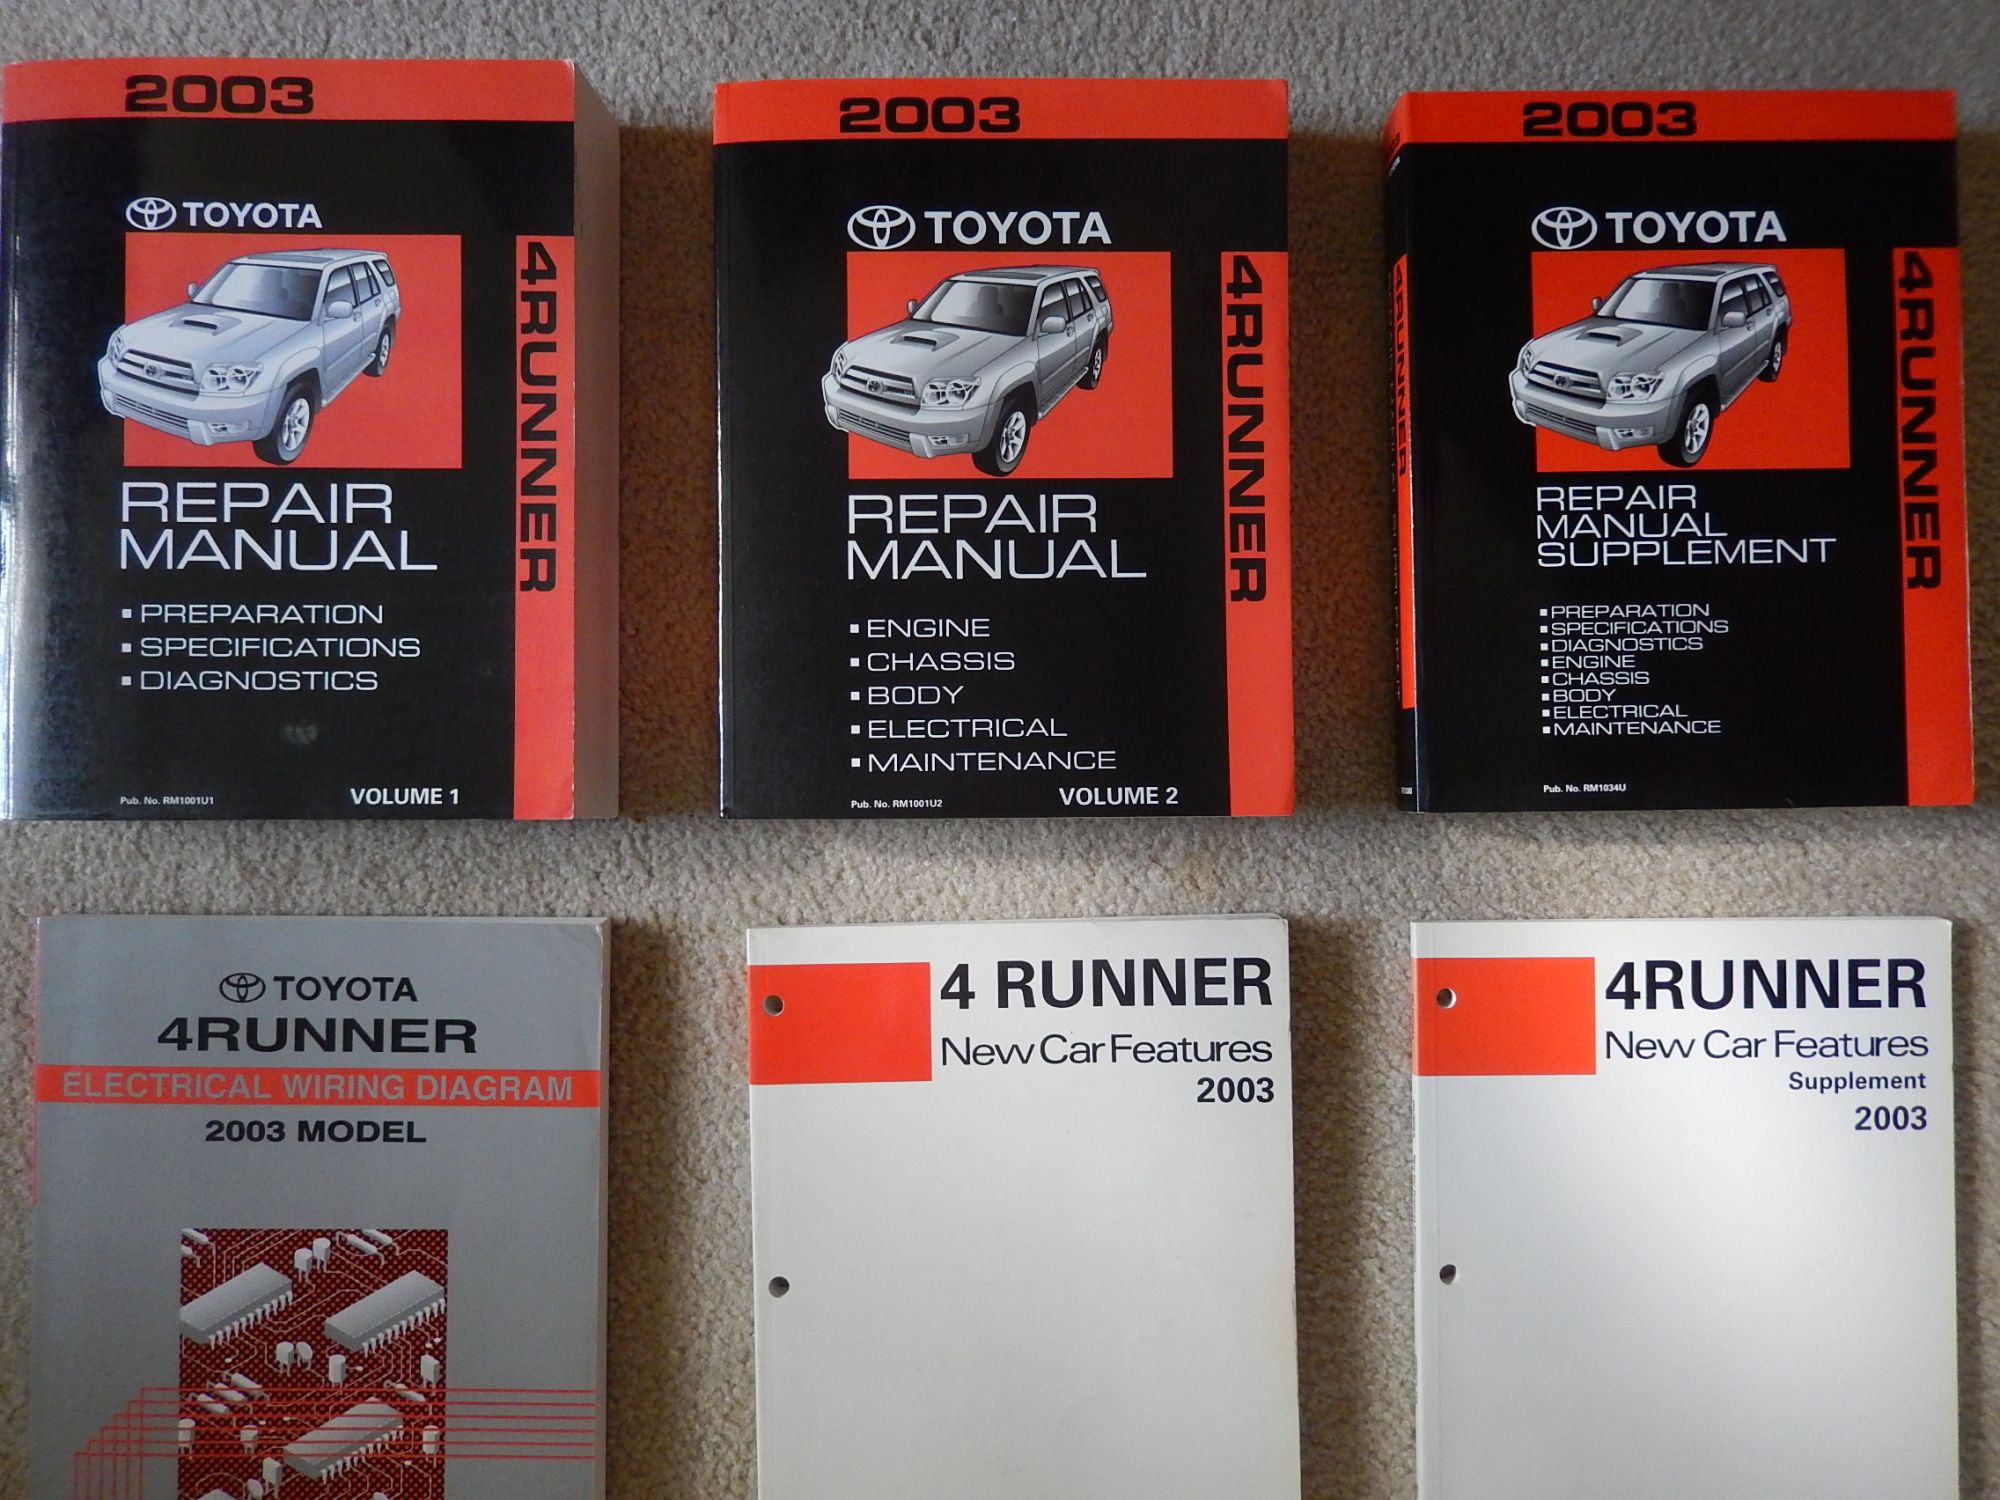 2003
TOYOTA
4RUNNER
REPAIR
MANUAL
▪ PREPARATION
▪ SPECIFICATIONS
▪ DIAGNOSTICS
Pub. No. RM1001U1
VOLUME 1
2003
TOYOTA
4RUNNER
REPAIR
MANUAL
▪ ENGINE
▪ CHASSIS
▪ BODY
▪ ELECTRICAL
▪ MAINTENANCE
Pub. No. RM1001U2
VOLUME 2
2003
TOYOTA
4RUNNER
4RUNNER
REPAIR
MANUAL
SUPPLEMENT
▪ PREPARATION
▪ SPECIFICATIONS
▪ DIAGNOSTICS
▪ ENGINE
▪ CHASSIS
▪ BODY
▪ ELECTRICAL
▪ MAINTENANCE
Pub. No. RM1034U
TOYOTA
4RUNNER
ELECTRICAL WIRING DIAGRAM
2003 MODEL
4 RUNNER
New Car Features
2003
4RUNNER
New Car Features
Supplement
2003